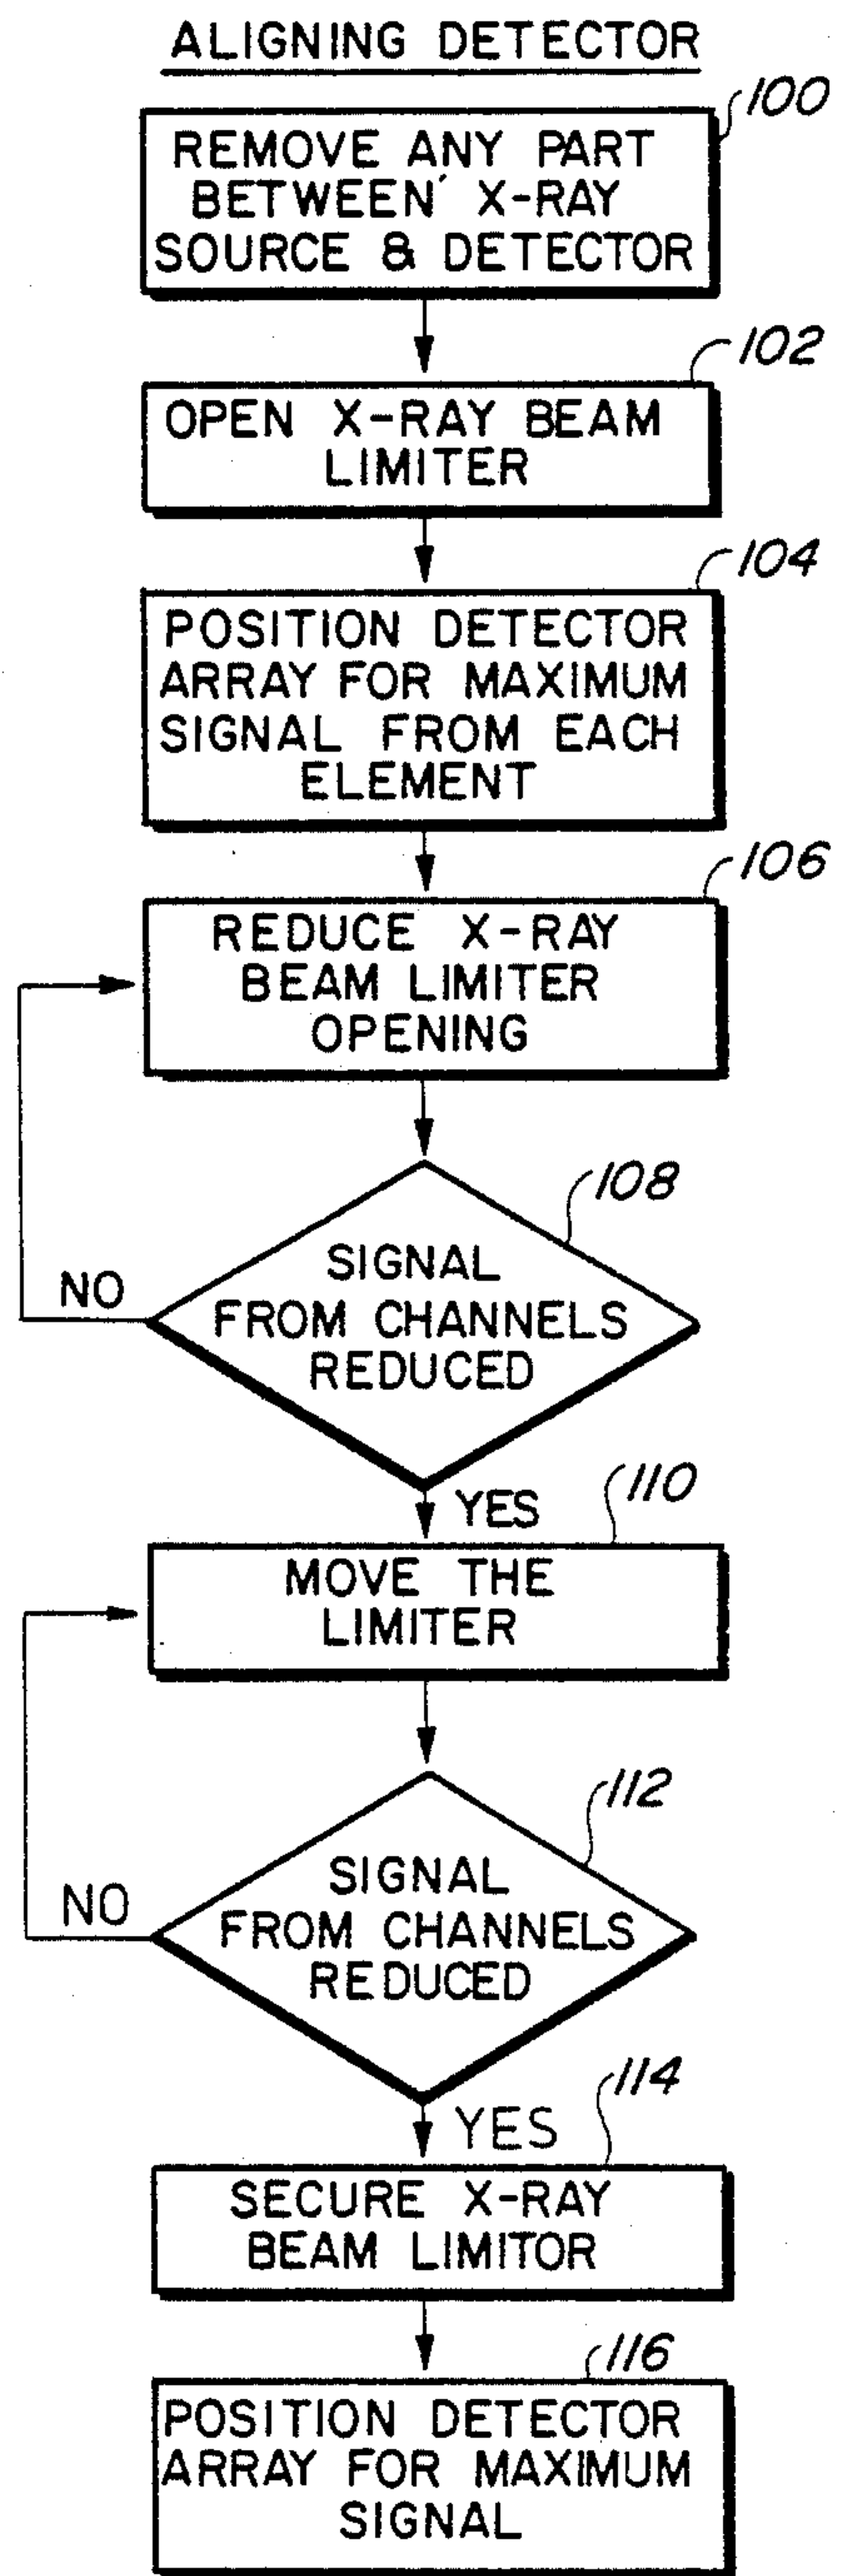 ALIGNING DETECTOR
100
REMOVE ANY PART
BETWEEN X-RAY
SOURCE & DETECTOR
102
OPEN X-RAY BEAM
LIMITER
104
POSITION DETECTOR
ARRAY FOR MAXIMUM
SIGNAL FROM EACH
ELEMENT
106
REDUCE X-RAY
BEAM LIMITER
OPENING
108
SIGNAL
FROM CHANNELS
REDUCED
NO
YES
110
MOVE THE
LIMITER
112
SIGNAL
FROM CHANNELS
REDUCED
NO
YES
114
SECURE X-RAY
BEAM LIMITOR
116
POSITION DETECTOR
ARRAY FOR MAXIMUM
SIGNAL